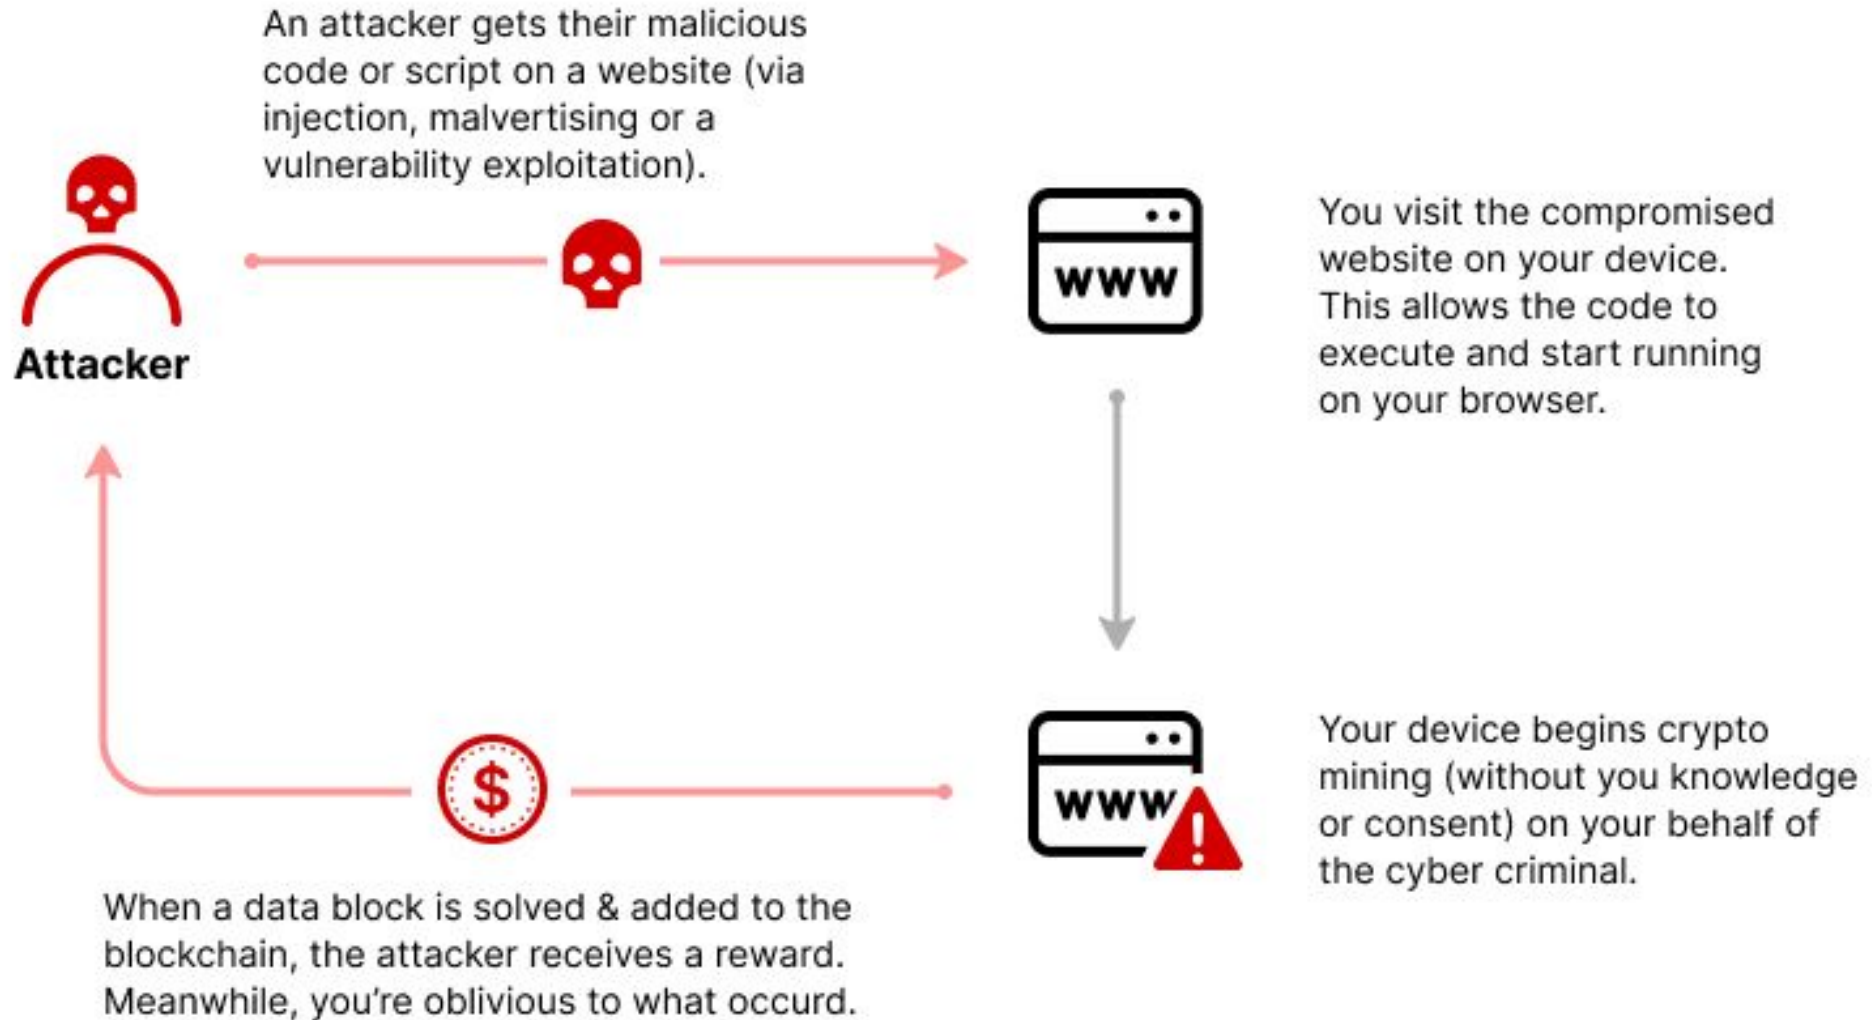 An attacker gets their malicious
code or script on a website (via
injection, malvertising or a
vulnerability exploitation).
Attacker
www
You visit the compromised
website on your device.
This allows the code to
execute and start running
on your browser.
www
Your device begins crypto
mining (without you knowledge
or consent) on your behalf of
the cyber criminal.
$
When a data block is solved & added to the
blockchain, the attacker receives a reward.
Meanwhile, you're oblivious to what occurd.